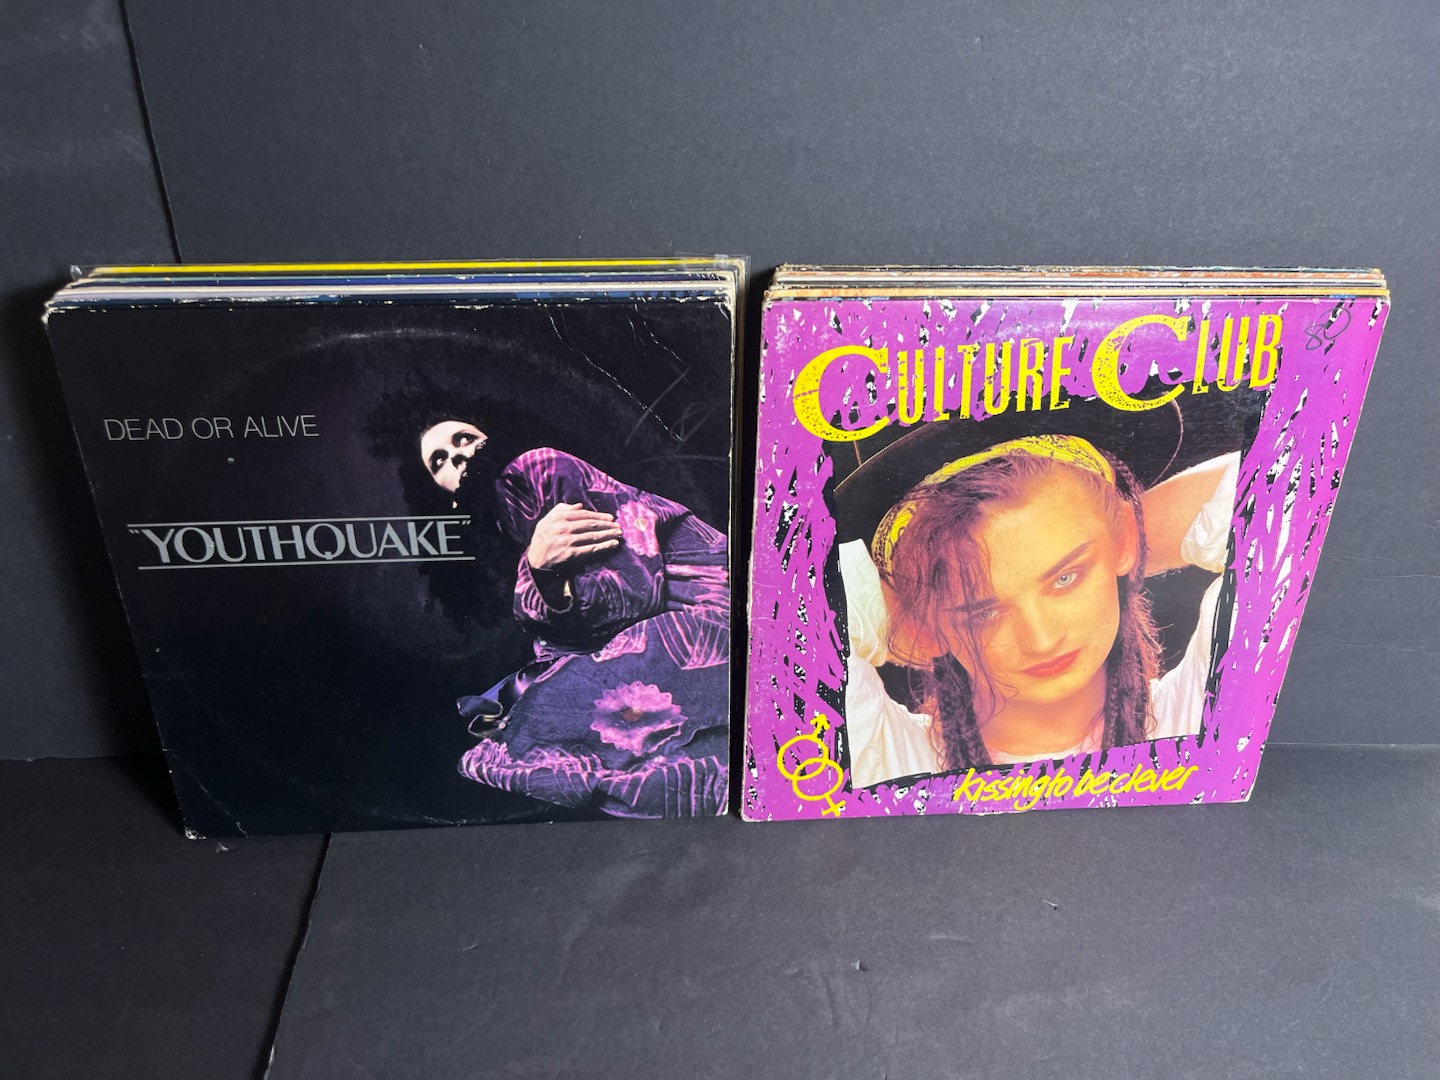 DEAD OR ALIVE
"YOUTHQUAKE"
CULTURE CLUB
kissing to be clever